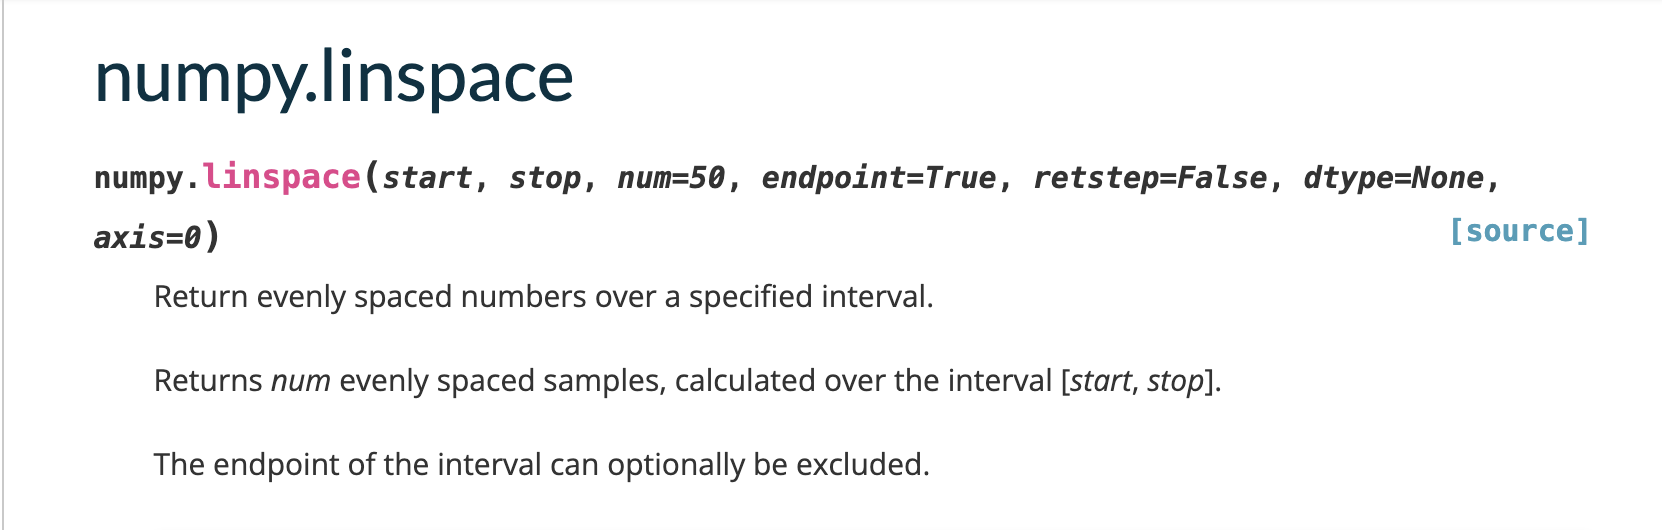 numpy.linspace
numpy.linspace(start, stop, num=50, endpoint=True, retstep=False, dtype=None,
axis=0)
[source]
Return evenly spaced numbers over a specified interval.
Returns num evenly spaced samples, calculated over the interval [start, stop].
The endpoint of the interval can optionally be excluded.